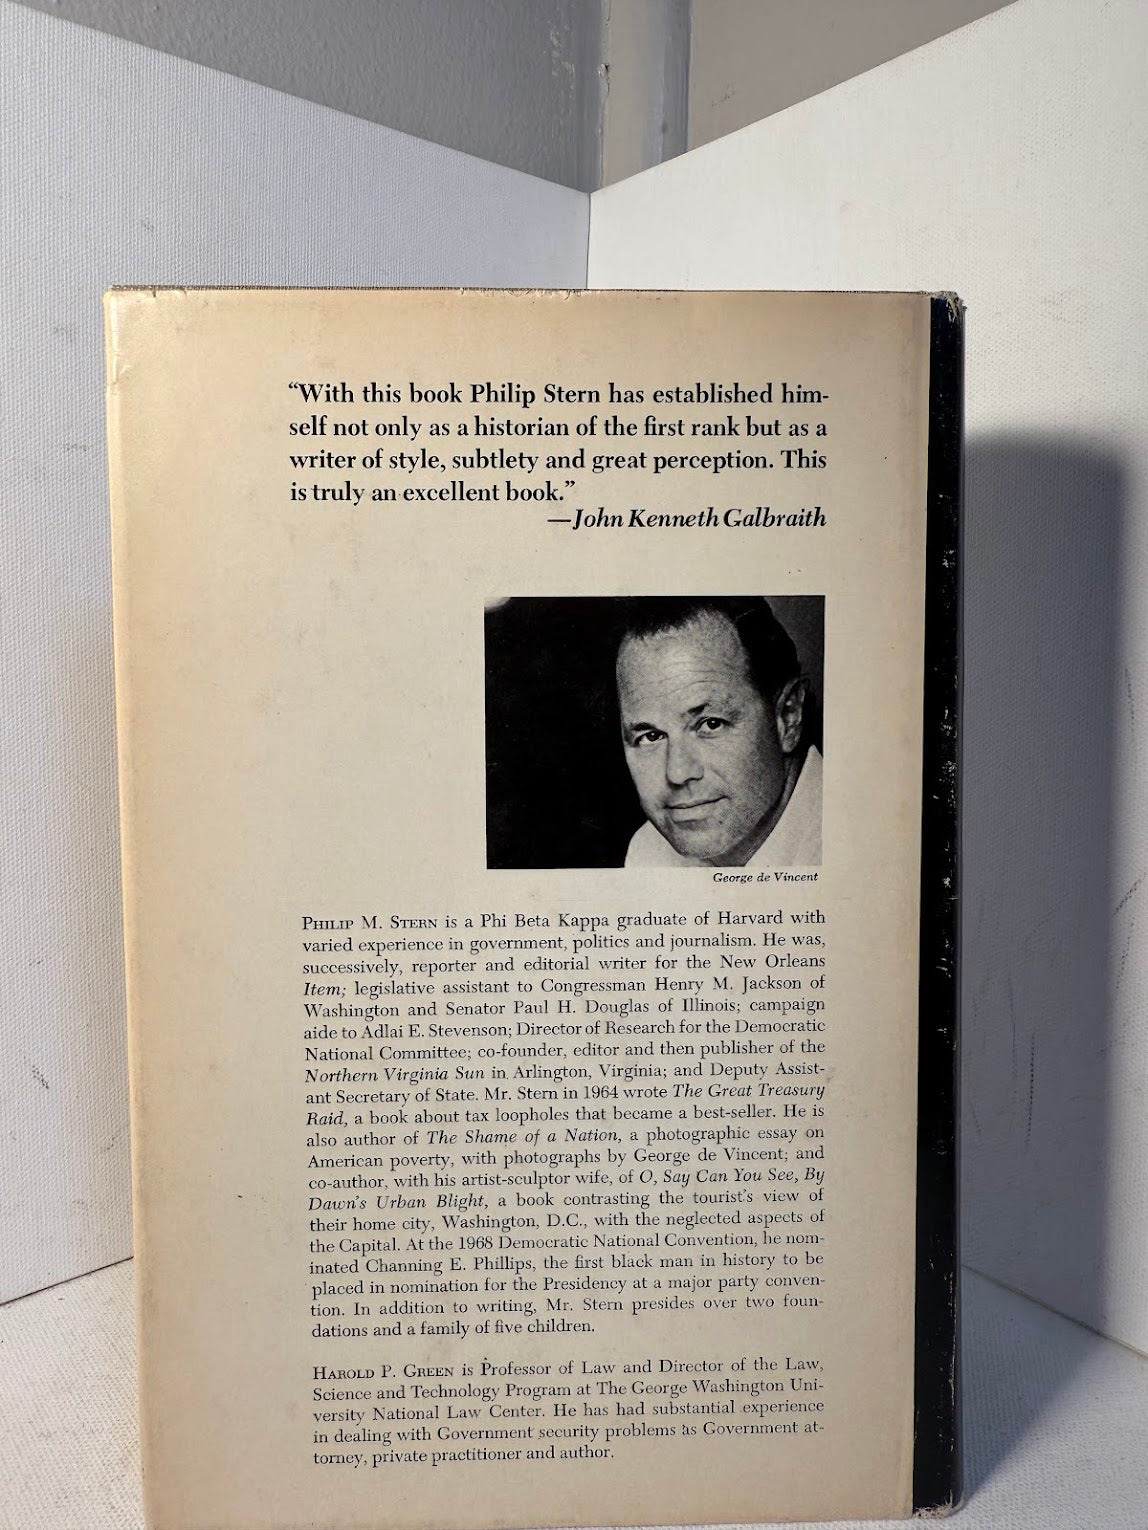 “With this book Philip Stern has established him-
self not only as a historian of the first rank but as a
writer of style, subtlety and great perception. This
is truly an excellent book.”
—John Kenneth Galbraith
George de Vincent
PHILIP M. STERN is a Phi Beta Kappa graduate of Harvard with
varied experience in government, politics and journalism. He was,
successively, reporter and editorial writer for the New Orleans
Item; legislative assistant to Congressman Henry M. Jackson of
Washington and Senator Paul H. Douglas of Illinois; campaign
aide to Adlai E. Stevenson; Director of Research for the Democratic
National Committee; co-founder, editor and then publisher of the
Northern Virginia Sun in Arlington, Virginia; and Deputy Assist-
ant Secretary of State. Mr. Stern in 1964 wrote The Great Treasury
Raid, a book about tax loopholes that became a best-seller. He is
also author of The Shame of a Nation, a photographic essay on
American poverty, with photographs by George de Vincent; and
co-author, with his artist-sculptor wife, of O, Say Can You See, By
Dawn’s Urban Blight, a book contrasting the tourist’s view of
their home city, Washington, D.C., with the neglected aspects of
the Capital. At the 1968 Democratic National Convention, he nom-
inated Channing E. Phillips, the first black man in history to be
placed in nomination for the Presidency at a major party conven-
tion. In addition to writing, Mr. Stern presides over two foun-
dations and a family of five children.
HAROLD P. GREEN is Professor of Law and Director of the Law,
Science and Technology Program at The George Washington Uni-
versity National Law Center. He has had substantial experience
in dealing with Government security problems as Government at-
torney, private practitioner and author.